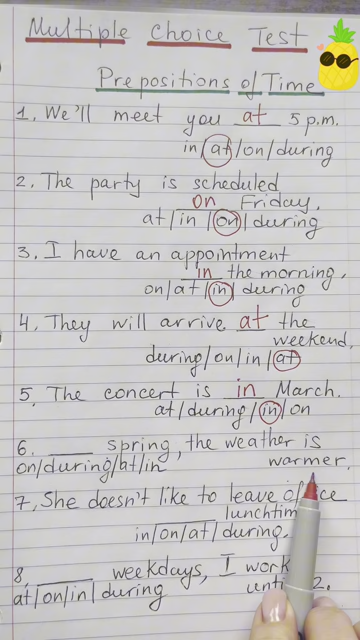 Multiple Choice Test
Prepositions of Time
1. We'll meet you at 5 p.m.
in/at/on/during
2. The party is scheduled
on Friday.
at/in/on/during
3. I have an appointment
in the morning.
on/at/in/during
4. They will arrive at the
weekend.
during/on/in/at
5. The concert is in March.
at/during/in/on
6. ____ spring, the weather is
on/during/at/in warmer.
7. She doesn't like to leave
lunchtim
in/on/at/during.
8. ____ weekdays, I work
at/on/in/during 2.